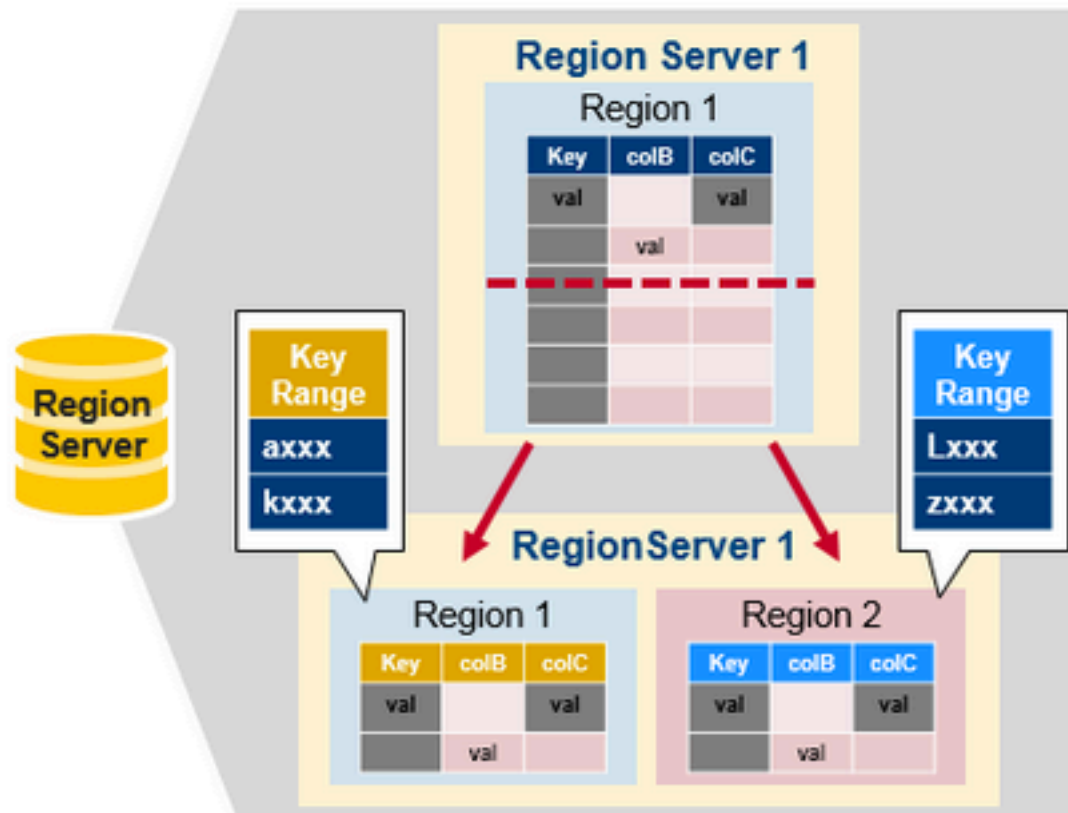 Region Server 1
Region 1
Key colB colC
val val
val
Region
Server
Key
Range
axxx
kxxx
Key
Range
Lxxx
zxxx
RegionServer 1
Region 1
Key colB colC
val val
val
Region 2
Key colB colC
val val
val